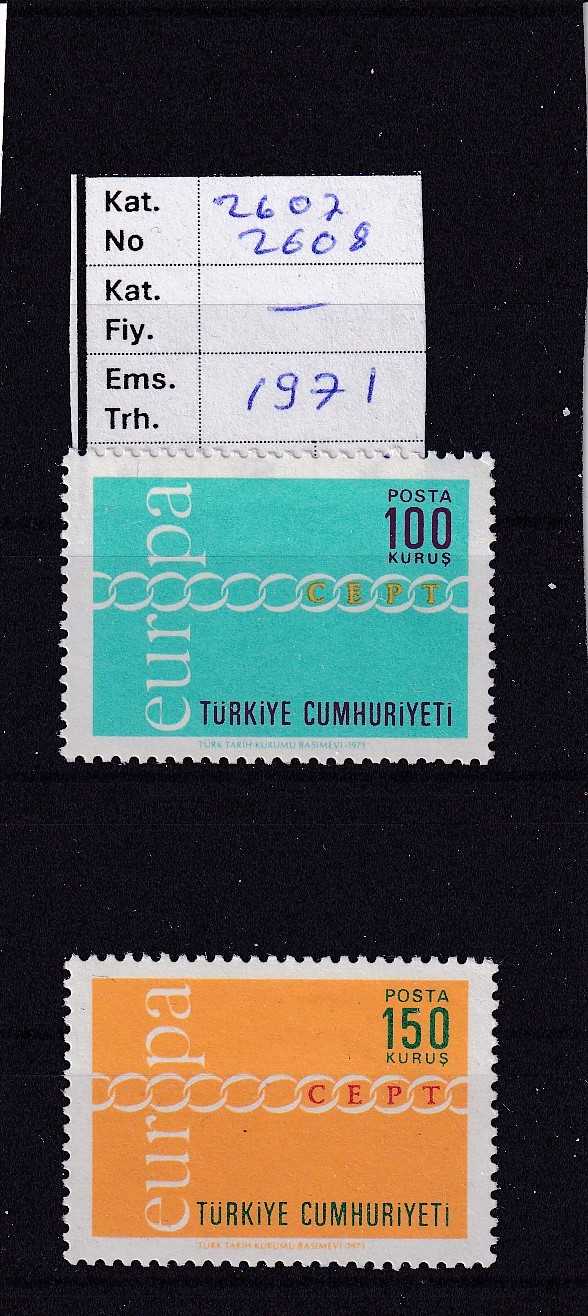 Kat. 2607
No 2608
Kat. —
Fiy.
Ems. 1971
Trh.
POSTA
100
KURUŞ
europa
CEPT
TÜRKİYE CUMHURİYETİ
TÜRK TARİH KURUMU BASIMEVİ-1971
POSTA
150
KURUŞ
europa
CEPT
TÜRKİYE CUMHURİYETİ
TÜRK TARİH KURUMU BASIMEVİ-1971